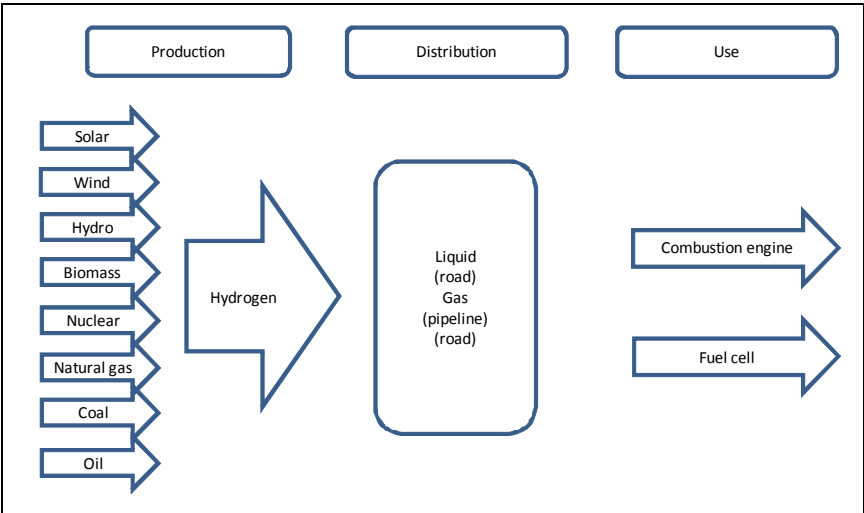 Production
Distribution
Use
Solar
Wind
Hydro
Biomass
Nuclear
Natural gas
Coal
Oil
Hydrogen
Liquid
(road)
Gas
(pipeline)
(road)
Combustion engine
Fuel cell